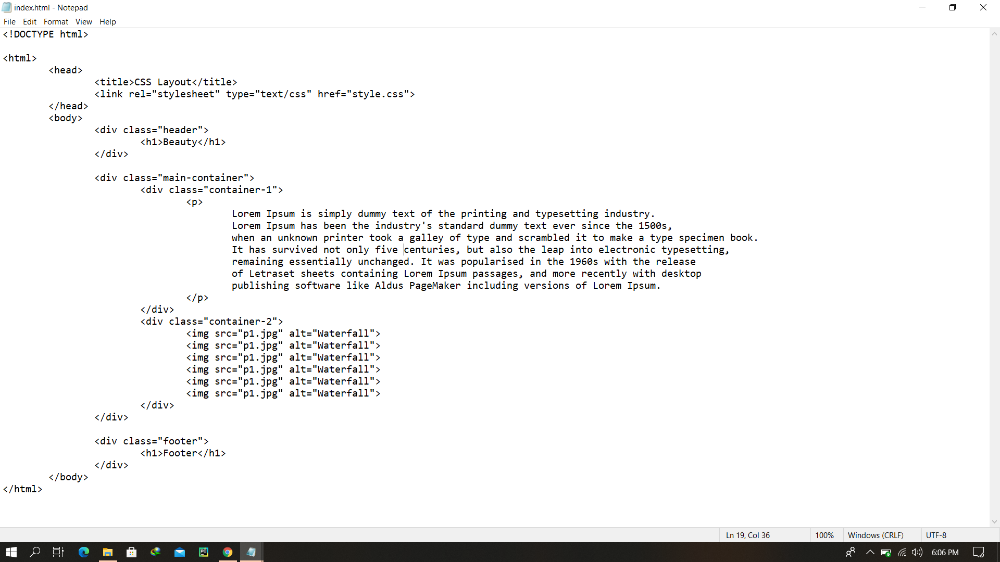 index.html - Notepad
File Edit Format View Help
<!DOCTYPE html>
<html>
<head>
<title>CSS Layout</title>
<link rel="stylesheet" type="text/css" href="style.css">
</head>
<body>
<div class="header">
<h1>Beauty</h1>
</div>
<div class="main-container">
<div class="container-1">
<p>
Lorem Ipsum is simply dummy text of the printing and typesetting industry.
Lorem Ipsum has been the industry's standard dummy text ever since the 1500s,
when an unknown printer took a galley of type and scrambled it to make a type specimen book.
It has survived not only five centuries, but also the leap into electronic typesetting,
remaining essentially unchanged. It was popularised in the 1960s with the release
of Letraset sheets containing Lorem Ipsum passages, and more recently with desktop
publishing software like Aldus PageMaker including versions of Lorem Ipsum.
</p>
</div>
<div class="container-2">
<img src="p1.jpg" alt="Waterfall">
<img src="p1.jpg" alt="Waterfall">
<img src="p1.jpg" alt="Waterfall">
<img src="p1.jpg" alt="Waterfall">
<img src="p1.jpg" alt="Waterfall">
<img src="p1.jpg" alt="Waterfall">
</div>
</div>
<div class="footer">
<h1>Footer</h1>
</div>
</body>
</html>
Ln 19, Col 36 100% Windows (CRLF) UTF-8
PC 6:06 PM